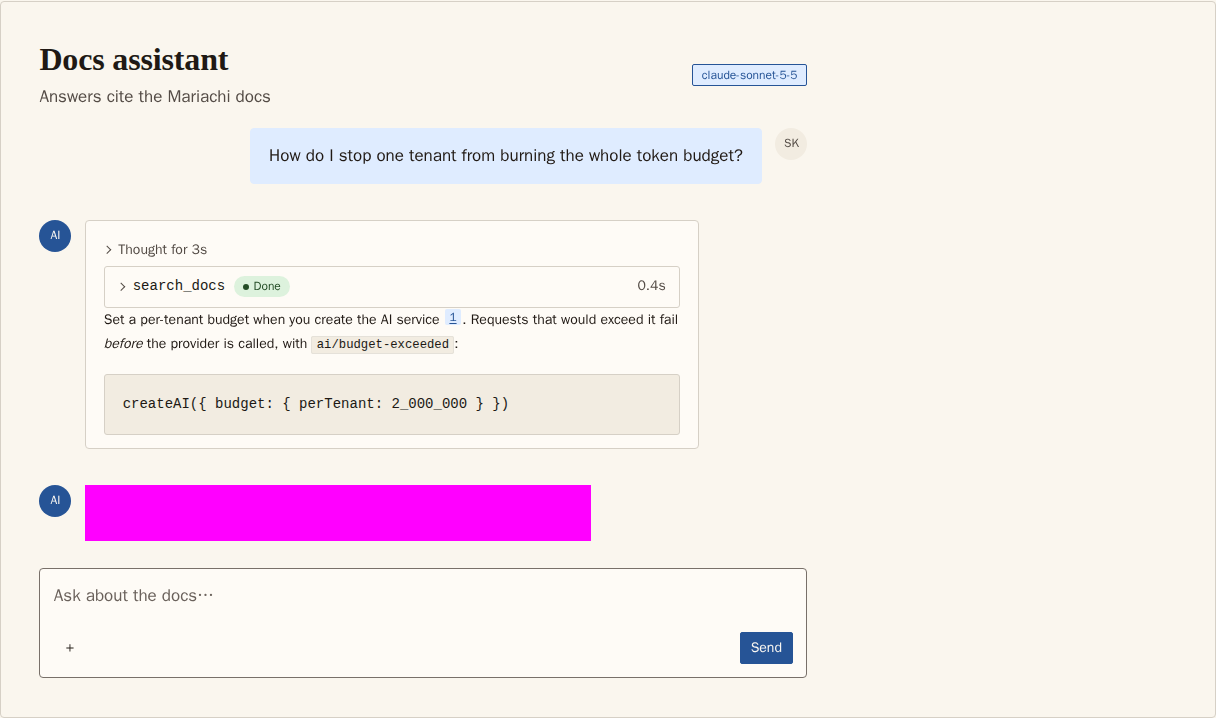 Docs assistant
claude-sonnet-5-5
Answers cite the Mariachi docs
How do I stop one tenant from burning the whole token budget?
SK
AI
Thought for 3s
search_docs Done 0.4s
Set a per-tenant budget when you create the AI service 1. Requests that would exceed it fail
before the provider is called, with ai/budget-exceeded:
createAI({ budget: { perTenant: 2_000_000 } })
AI
Ask about the docs…
+
Send